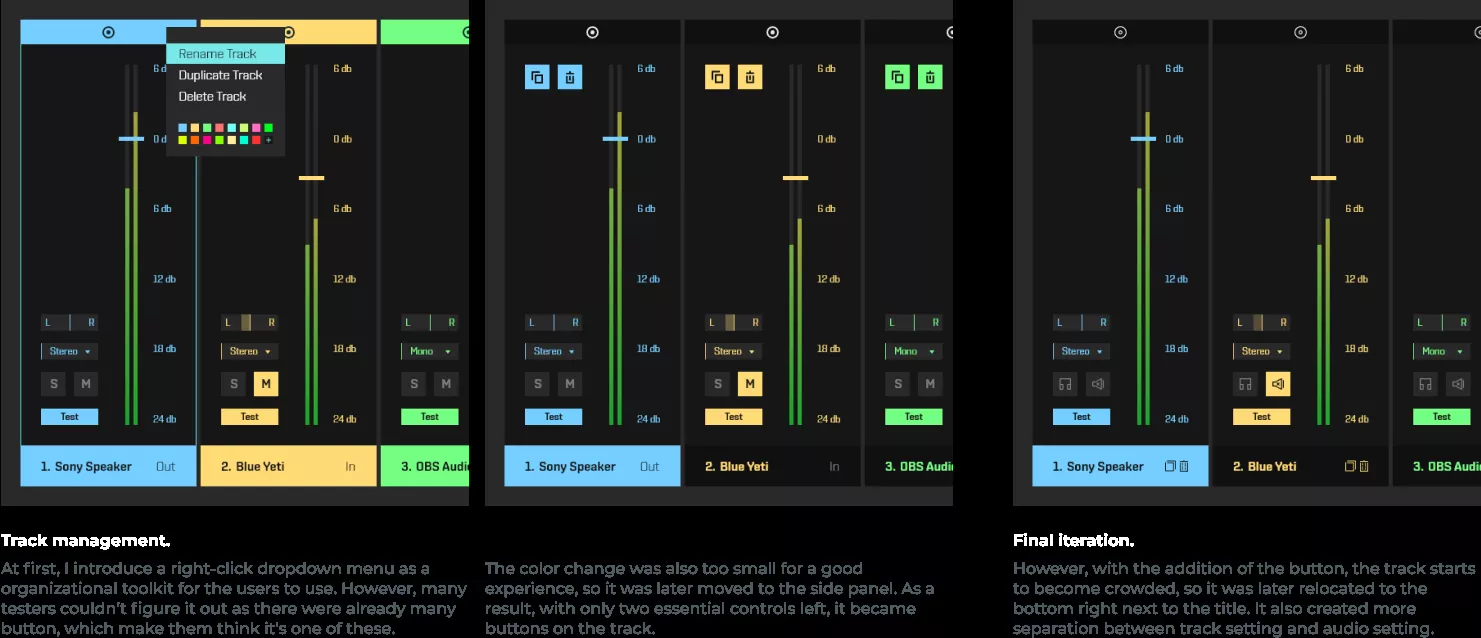 Rename Track
Duplicate Track
Delete Track
6 d
0 d
6 db
12 db
18 db
24 db
L R
Stereo
S M
Test
1. Sony Speaker Out
6 db
0 db
6 db
12 db
18 db
24 db
L R
Stereo
S M
Test
2. Blue Yeti In
L R
Mono
S M
Test
3. OBS Audi
6 db
0 db
6 db
12 db
18 db
24 db
L R
Stereo
S M
Test
1. Sony Speaker Out
6 db
0 db
6 db
12 db
18 db
24 db
L R
Stereo
S M
Test
2. Blue Yeti In
L R
Mono
S M
Test
3. OBS Audi
6 db
0 db
6 db
12 db
18 db
24 db
L R
Stereo
Test
1. Sony Speaker
6 db
0 db
6 db
12 db
18 db
24 db
L R
Stereo
Test
2. Blue Yeti
L R
Mono
Test
3. OBS Audi
Track management.
At first, I introduce a right-click dropdown menu as a
organizational toolkit for the users to use. However, many
testers couldn't figure it out as there were already many
button, which make them think it's one of these.
The color change was also too small for a good
experience, so it was later moved to the side panel. As a
result, with only two essential controls left, it became
buttons on the track.
Final iteration.
However, with the addition of the button, the track starts
to become crowded, so it was later relocated to the
bottom right next to the title. It also created more
separation between track setting and audio setting.